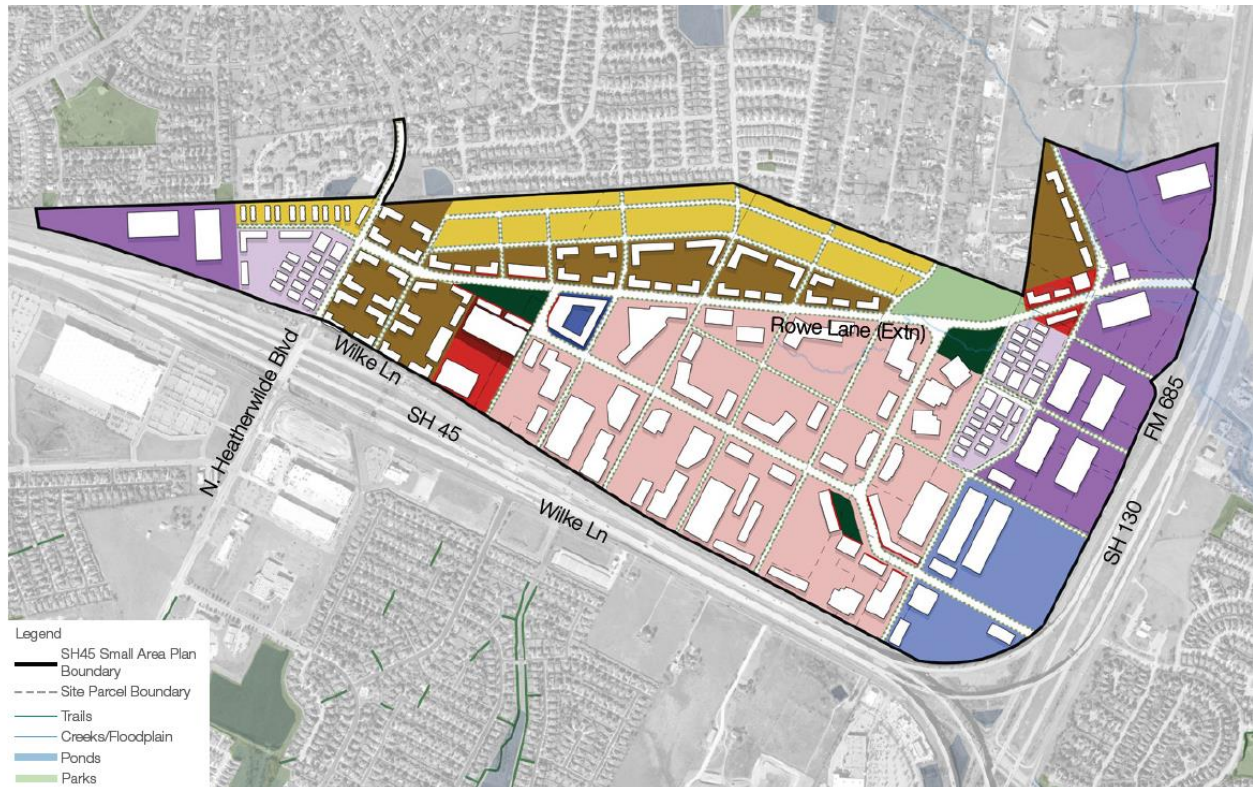 Rowe Lane (Extn)
Wilke Ln
N. Heatherwilde Blvd
SH 45
FM 685
Wilke Ln
SH 130
Legend
SH45 Small Area Plan
Boundary
Site Parcel Boundary
Trails
Creeks/Floodplain
Ponds
Parks